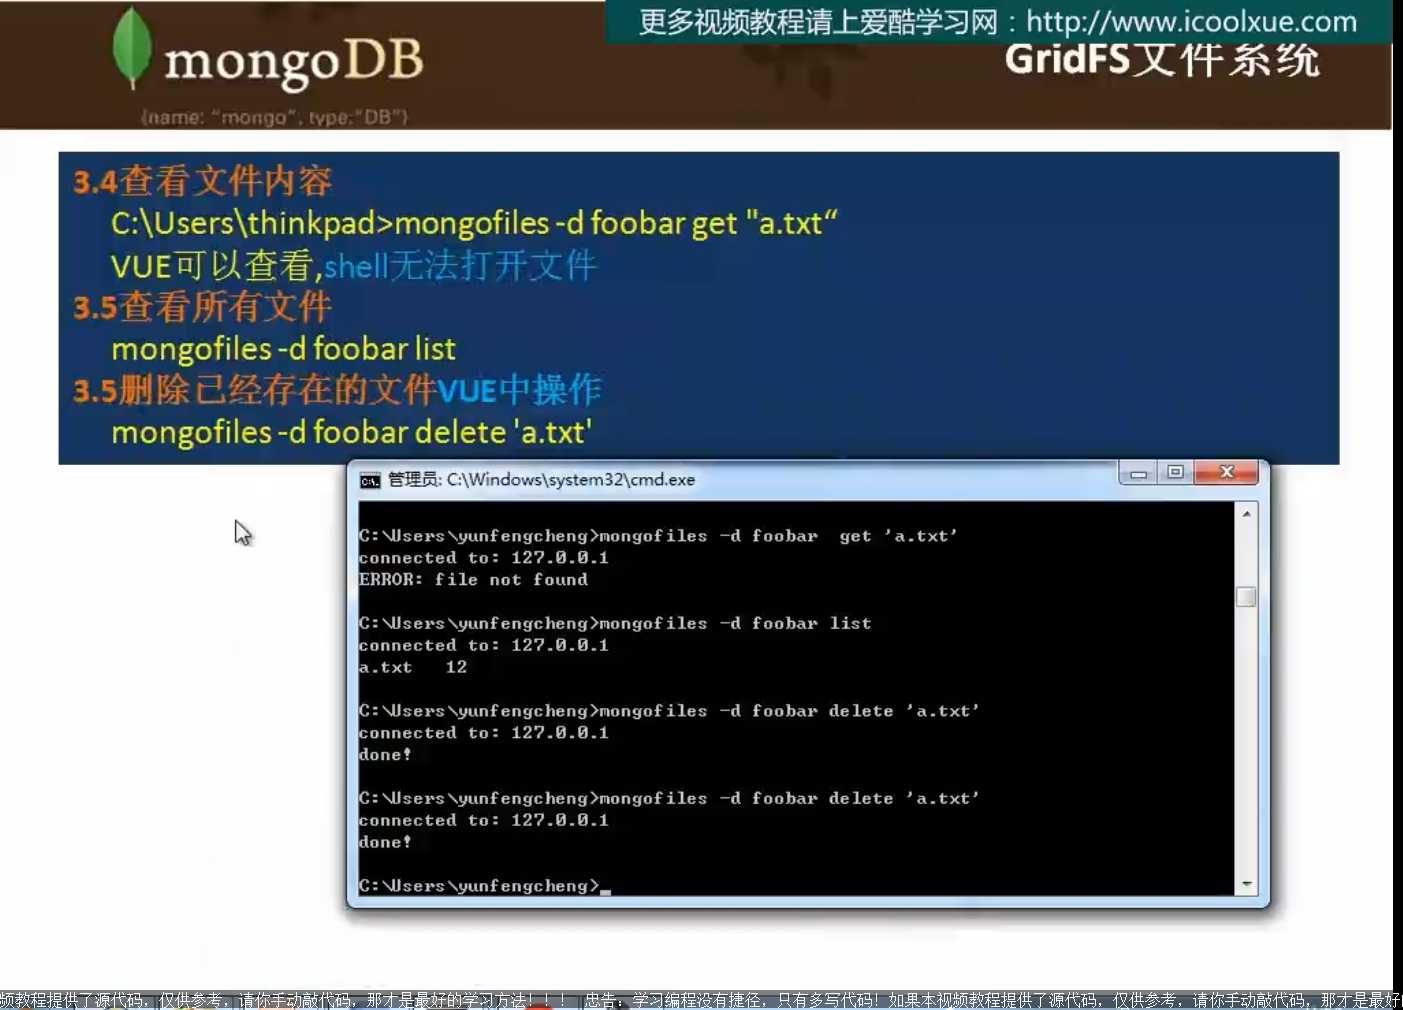 更多视频教程请上爱酷学习网：http://www.icoolxue.com
mongoDB
GridFS文件系统
{name: “mongo”, type:“DB”}
3.4查看文件内容
C:\Users\thinkpad>mongofiles -d foobar get "a.txt“
VUE可以查看,shell无法打开文件
3.5查看所有文件
mongofiles -d foobar list
3.5删除已经存在的文件VUE中操作
mongofiles -d foobar delete 'a.txt'
管理员: C:\Windows\system32\cmd.exe
C:\Users\yunfengcheng>mongofiles -d foobar  get 'a.txt'
connected to: 127.0.0.1
ERROR: file not found
C:\Users\yunfengcheng>mongofiles -d foobar list
connected to: 127.0.0.1
a.txt   12
C:\Users\yunfengcheng>mongofiles -d foobar delete 'a.txt'
connected to: 127.0.0.1
done!
C:\Users\yunfengcheng>mongofiles -d foobar delete 'a.txt'
connected to: 127.0.0.1
done!
C:\Users\yunfengcheng>_
频教程提供了源代码，仅供参考，请你手动敲代码，那才是最好的学习方法！！！ 忠告：学习编程没有捷径，只有多写代码！如果本视频教程提供了源代码，仅供参考，请你手动敲代码，那才是最好的